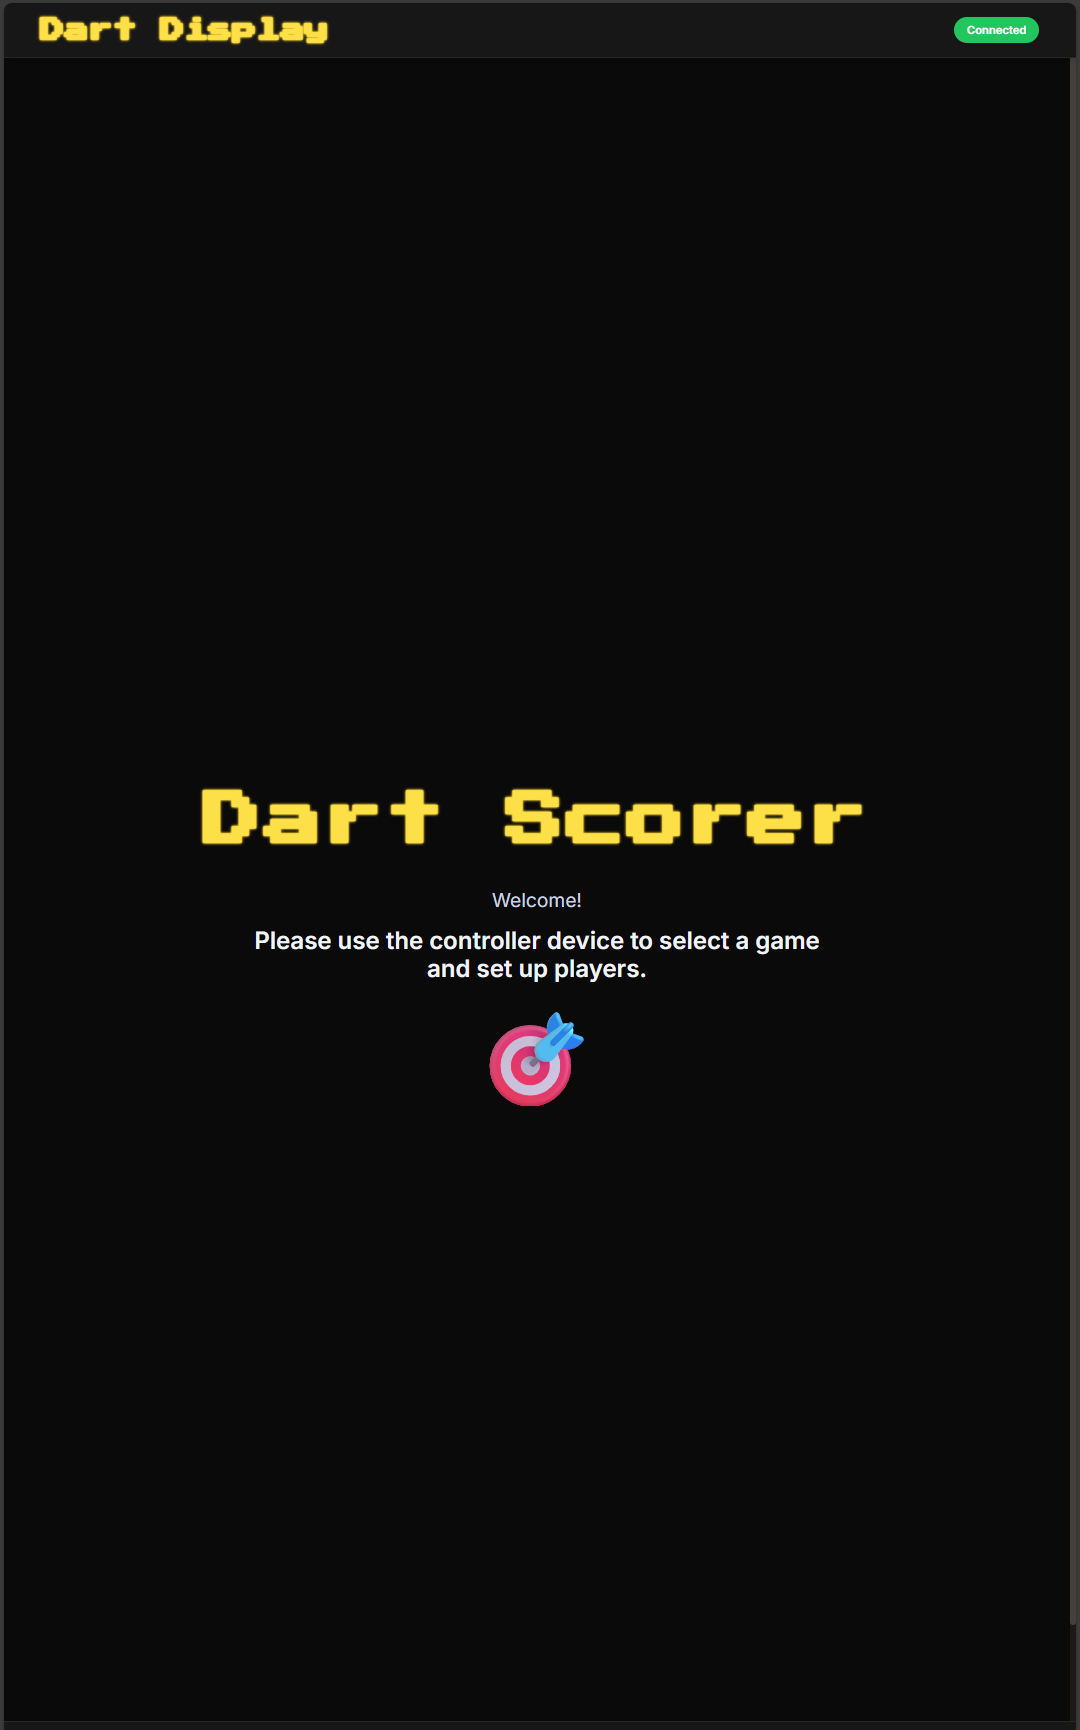 Dart Display
Connected
Dart Scorer
Welcome!
Please use the controller device to select a game
and set up players.